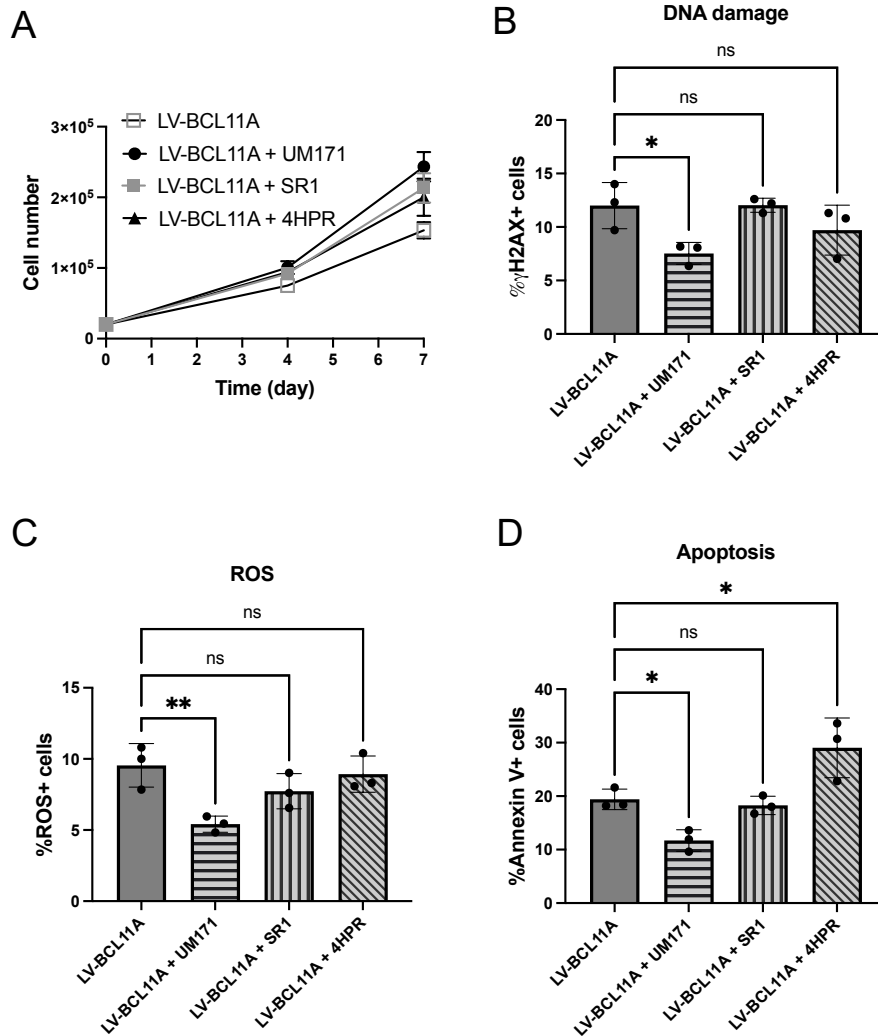 A
3×10⁵
2×10⁵
1×10⁵
0
Cell number
0 1 2 3 4 5 6 7
Time (day)
LV-BCL11A
LV-BCL11A + UM171
LV-BCL11A + SR1
LV-BCL11A + 4HPR
B
DNA damage
ns
ns
*
20
15
10
5
0
%γH2AX+ cells
LV-BCL11A
LV-BCL11A + UM171
LV-BCL11A + SR1
LV-BCL11A + 4HPR
C
ROS
ns
ns
**
15
10
5
0
%ROS+ cells
LV-BCL11A
LV-BCL11A + UM171
LV-BCL11A + SR1
LV-BCL11A + 4HPR
D
Apoptosis
*
ns
*
40
30
20
10
0
%Annexin V+ cells
LV-BCL11A
LV-BCL11A + UM171
LV-BCL11A + SR1
LV-BCL11A + 4HPR